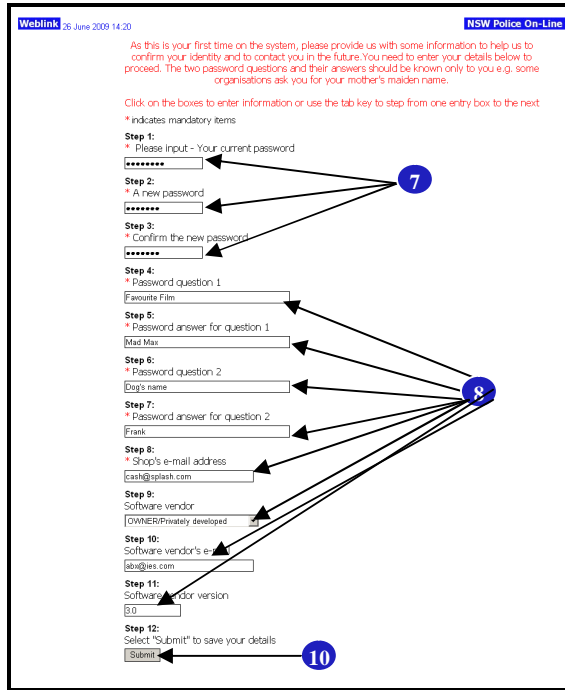 Weblink 26 June 2009 14:20 NSW Police On-Line
As this is your first time on the system, please provide us with some information to help us to
confirm your identity and to contact you in the future.You need to enter your details below to
proceed. The two password questions and their answers should be known only to you e.g. some
organisations ask you for your mother's maiden name.
Click on the boxes to enter information or use the tab key to step from one entry box to the next
* indicates mandatory items
Step 1:
* Please input - Your current password
••••••••
7
Step 2:
* A new password
•••••••
Step 3:
* Confirm the new password
•••••••
Step 4:
* Password question 1
Favourite Film
Step 5:
* Password answer for question 1
Mad Max
Step 6:
* Password question 2
Dog's name
8
Step 7:
* Password answer for question 2
Frank
Step 8:
* Shop's e-mail address
cash@splash.com
Step 9:
Software vendor
OWNER/Privately developed
Step 10:
Software vendor's e-mail
abx@ies.com
Step 11:
Software vendor version
3.0
Step 12:
Select "Submit" to save your details
Submit
10